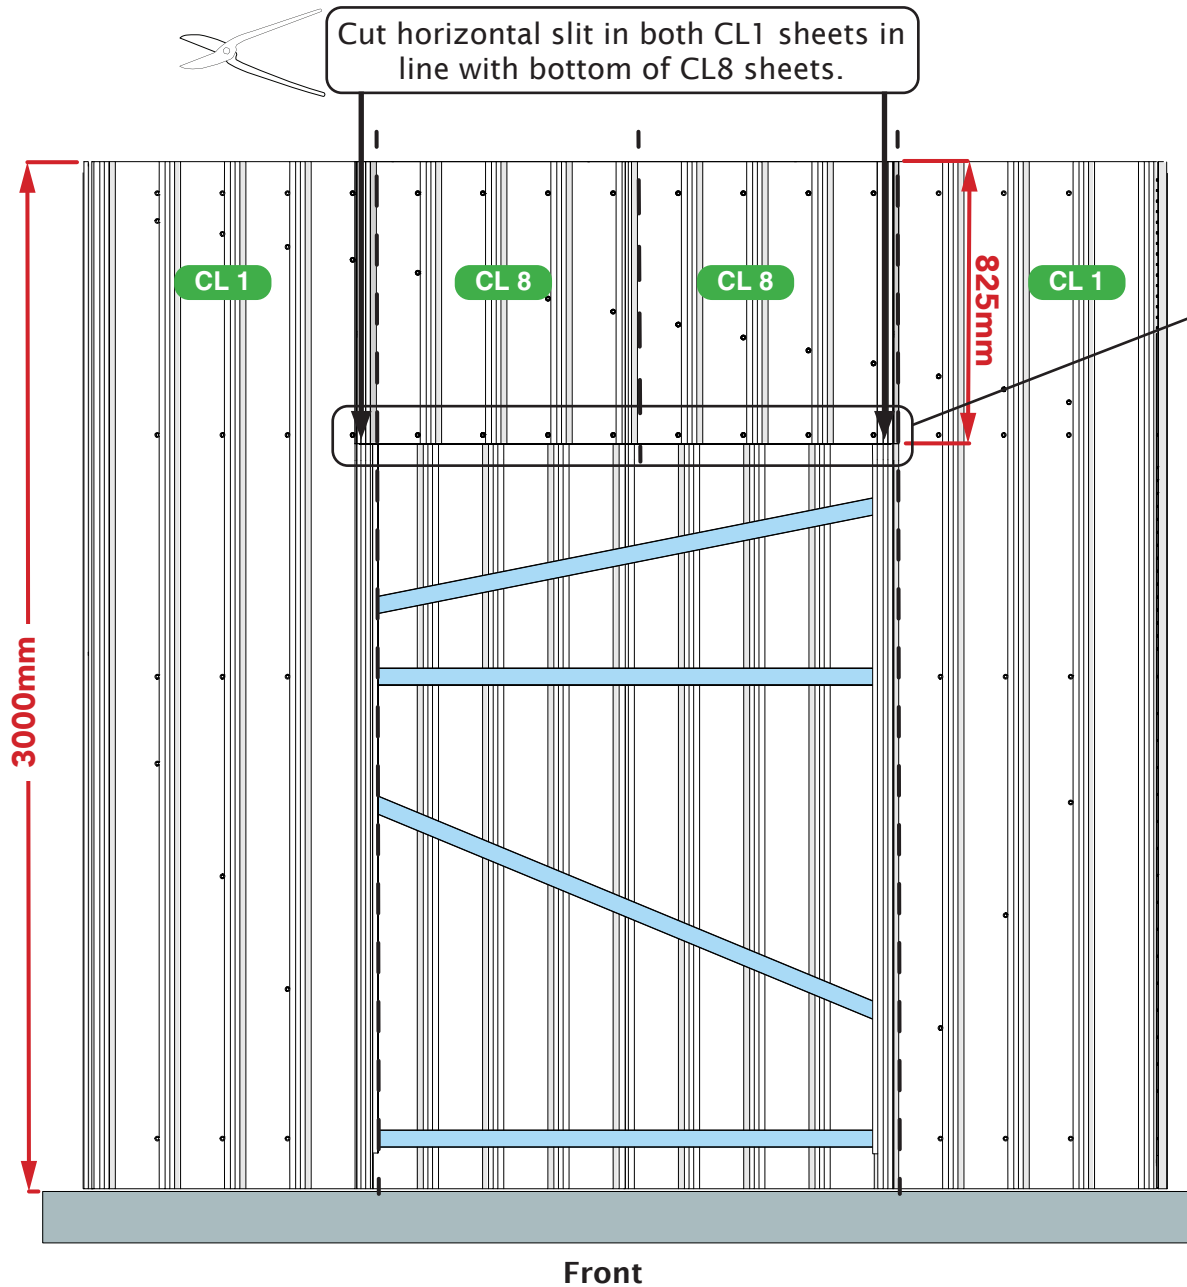 Cut horizontal slit in both CL1 sheets in
line with bottom of CL8 sheets.
CL 1
CL 8
CL 8
CL 1
825mm
3000mm
Front